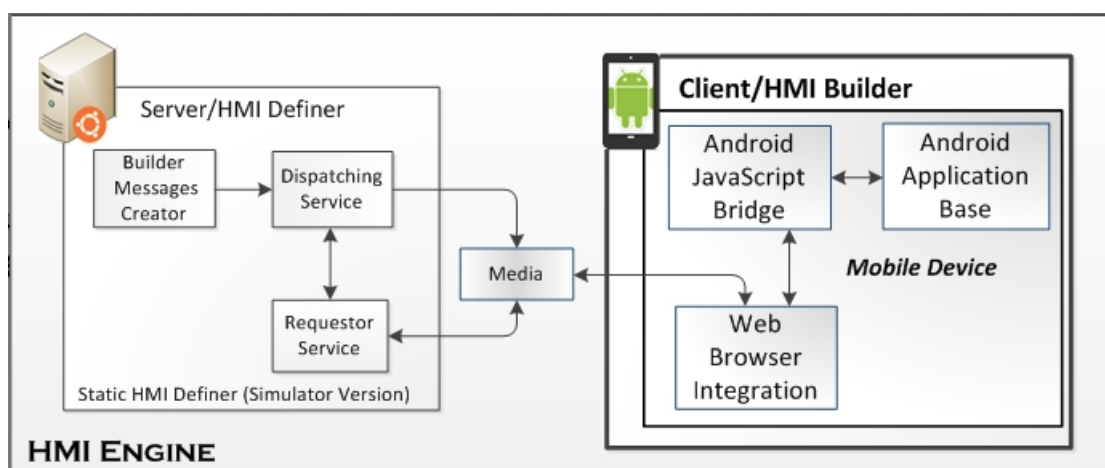 Server/HMI Definer
Builder
Messages
Creator
Dispatching
Service
Requestor
Service
Static HMI Definer (Simulator Version)
Media
Client/HMI Builder
Android
JavaScript
Bridge
Android
Application
Base
Mobile Device
Web
Browser
Integration
HMI ENGINE